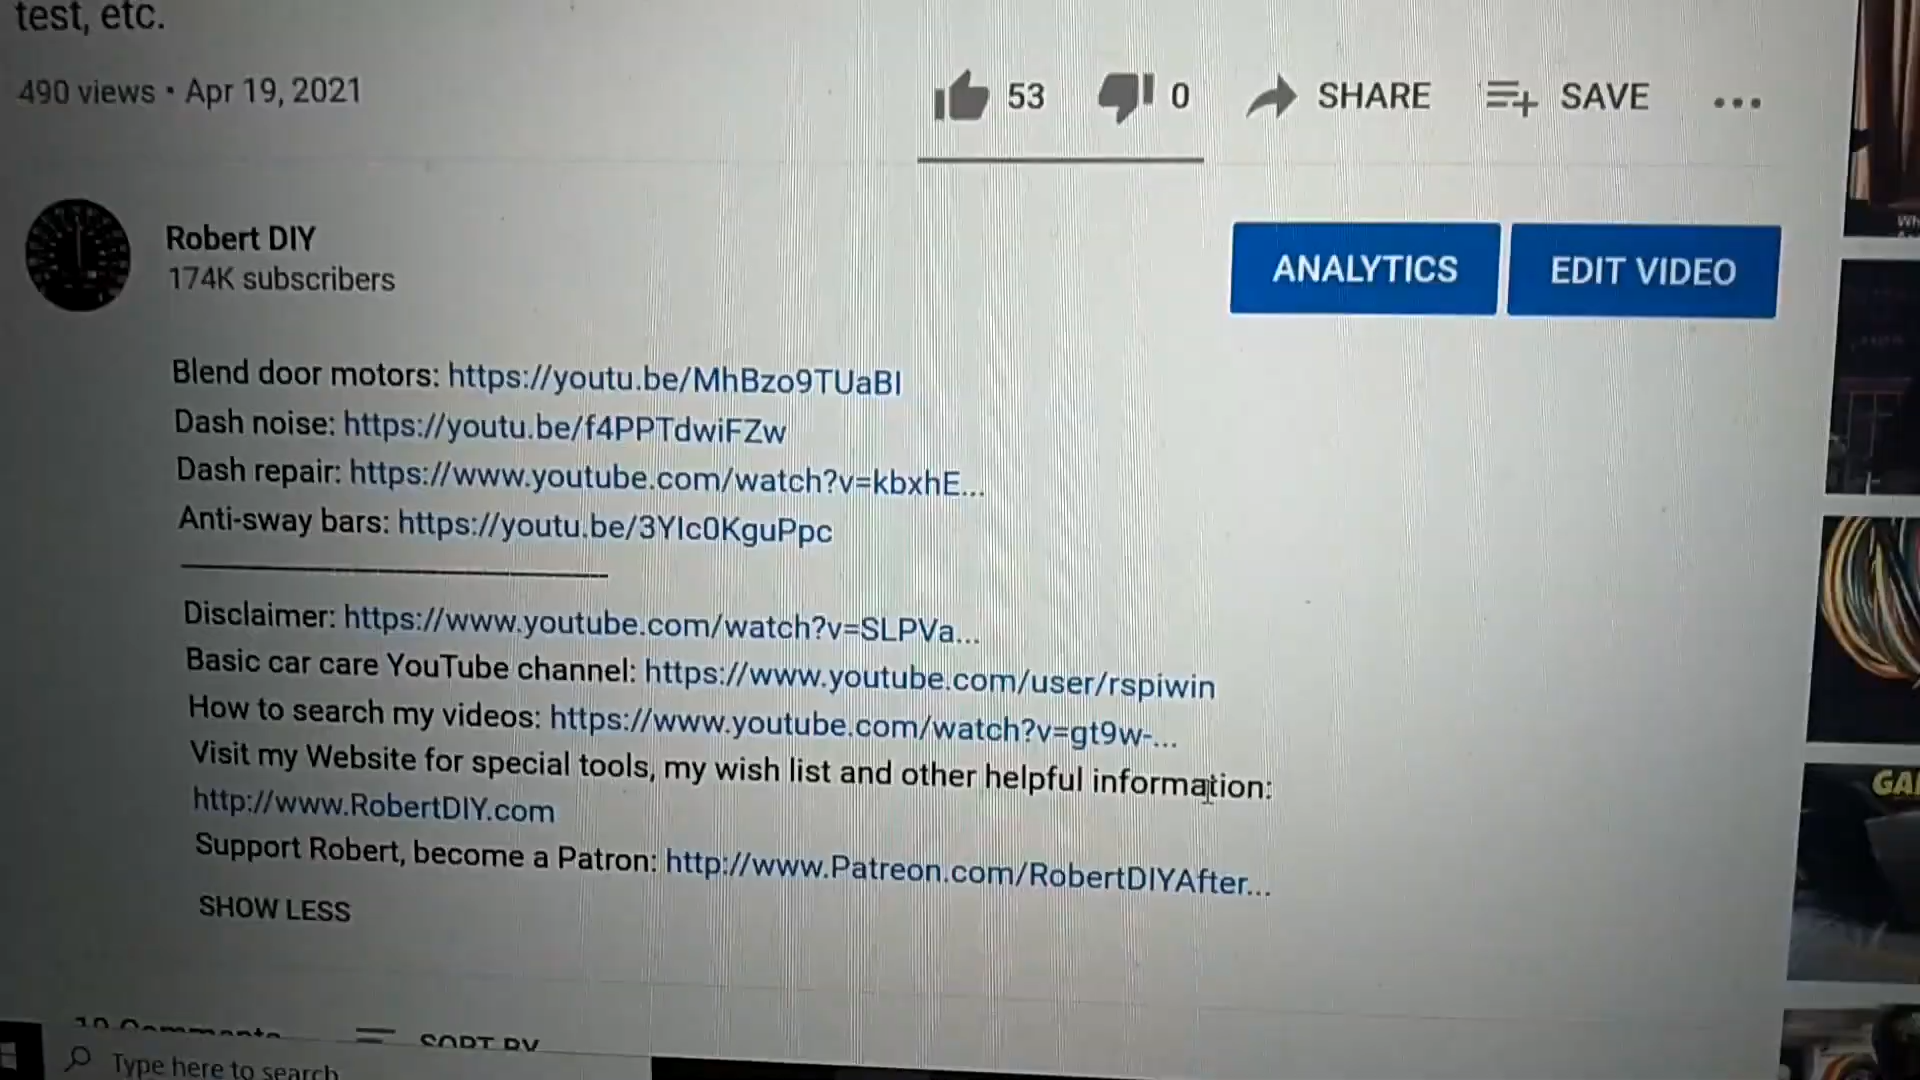 test, etc.
490 views • Apr 19, 2021
53
0
SHARE
SAVE
Robert DIY
174K subscribers
ANALYTICS
EDIT VIDEO
Blend door motors: https://youtu.be/MhBzo9TUaBI
Dash noise: https://youtu.be/f4PPTdwiFZw
Dash repair: https://www.youtube.com/watch?v=kbxhE...
Anti-sway bars: https://youtu.be/3YIc0KguPpc
Disclaimer: https://www.youtube.com/watch?v=SLPVa...
Basic car care YouTube channel: https://www.youtube.com/user/rspiwin
How to search my videos: https://www.youtube.com/watch?v=gt9w-...
Visit my Website for special tools, my wish list and other helpful information:
http://www.RobertDIY.com
Support Robert, become a Patron: http://www.Patreon.com/RobertDIYAfter...
SHOW LESS
Comments
SORT BY
Type here to search